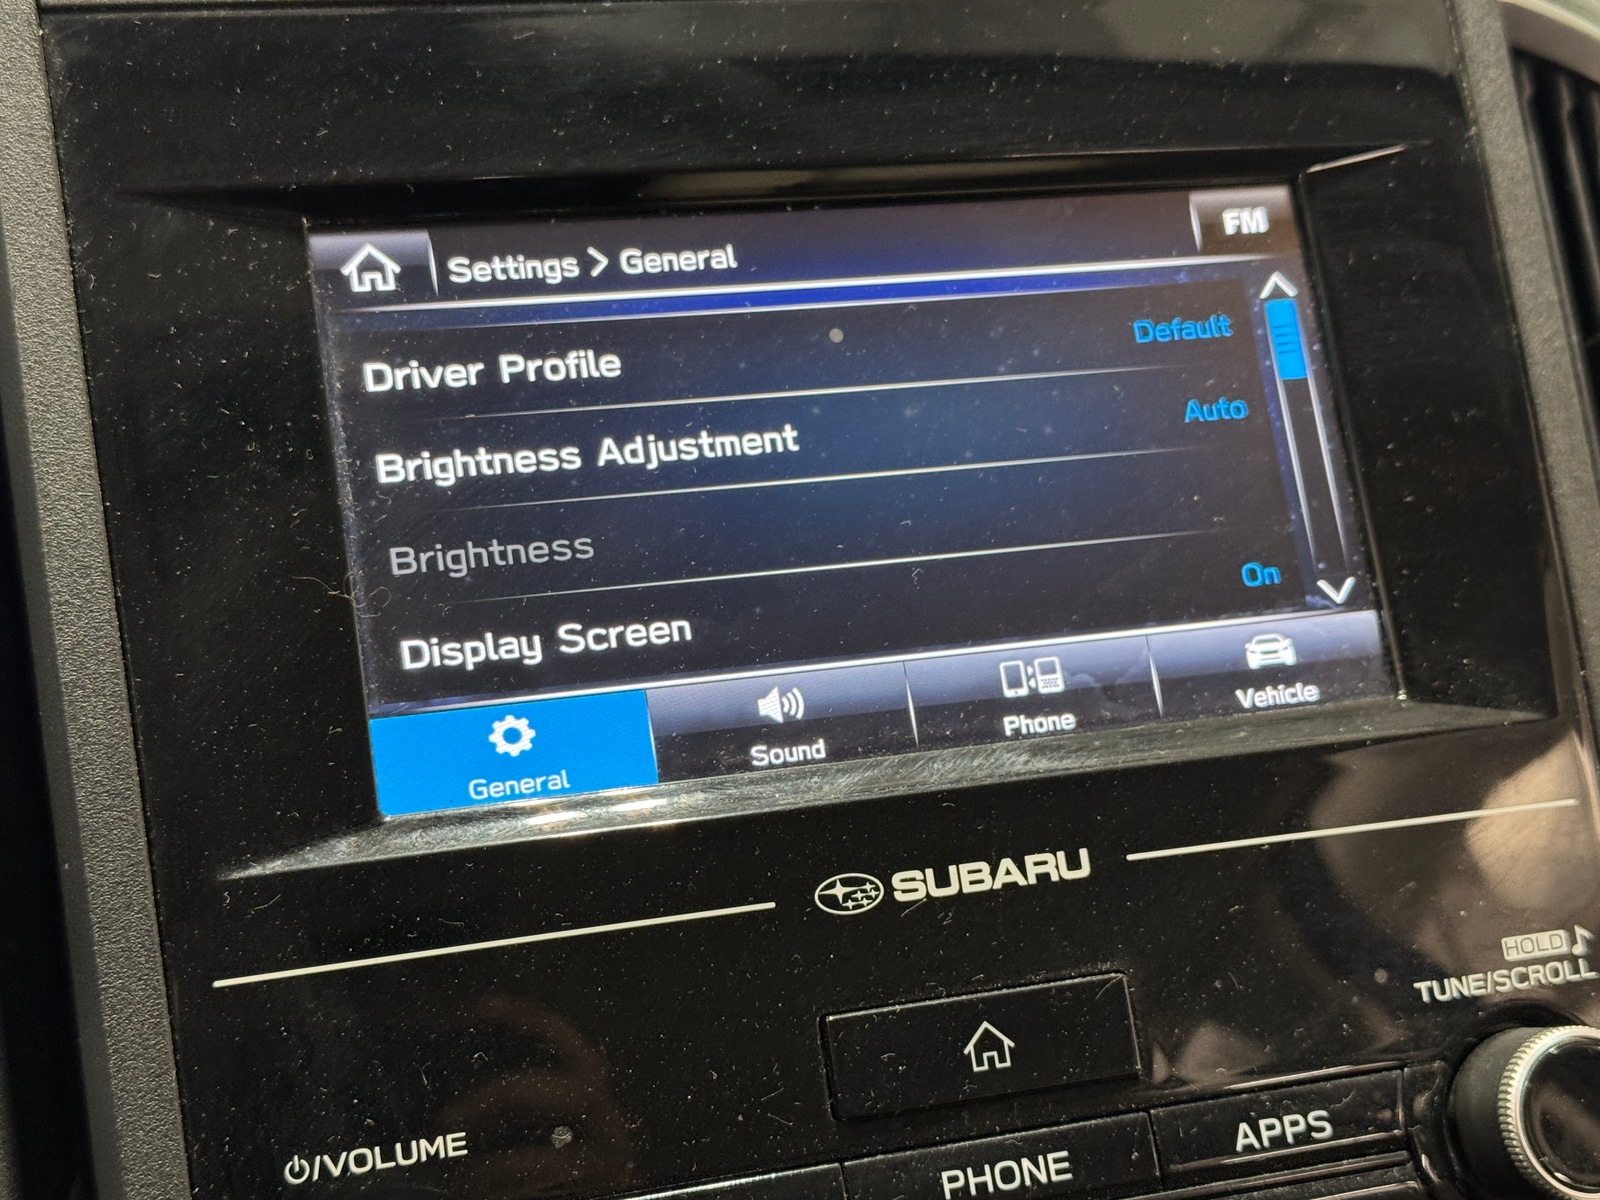 Settings > General
FM
Driver Profile
Default
Brightness Adjustment
Auto
Brightness
Display Screen
On
General
Sound
Phone
Vehicle
SUBARU
HOLD
TUNE/SCROLL
/VOLUME
PHONE
APPS